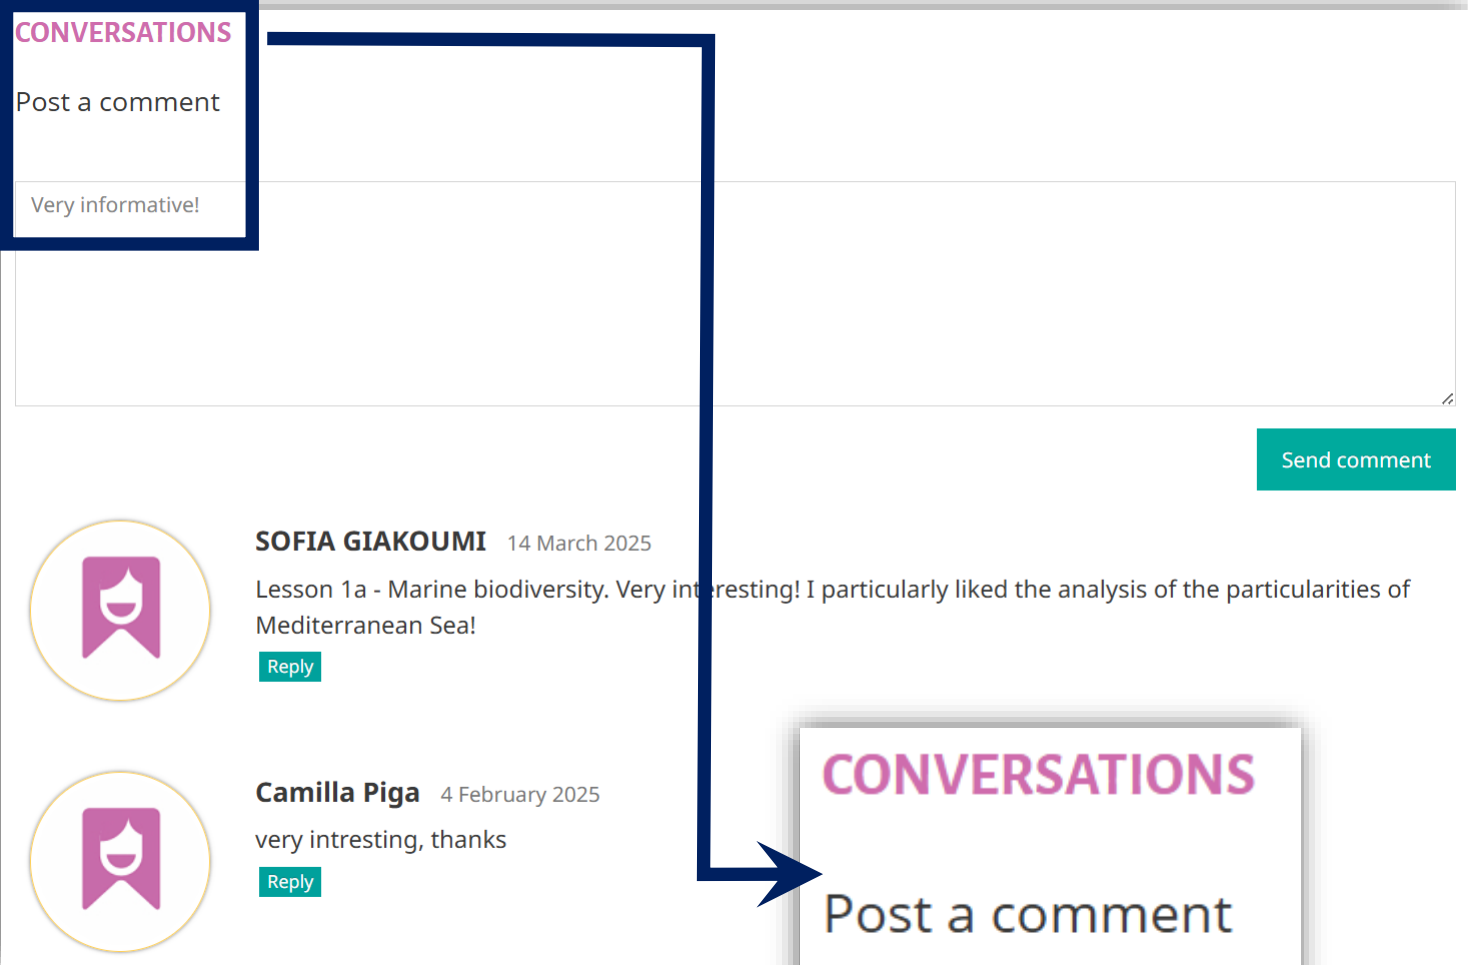 CONVERSATIONS
Post a comment
Very informative!
Send comment
SOFIA GIAKOUMI 14 March 2025
Lesson 1a - Marine biodiversity. Very interesting! I particularly liked the analysis of the particularities of
Mediterranean Sea!
Reply
Camilla Piga 4 February 2025
very intresting, thanks
Reply
CONVERSATIONS
Post a comment